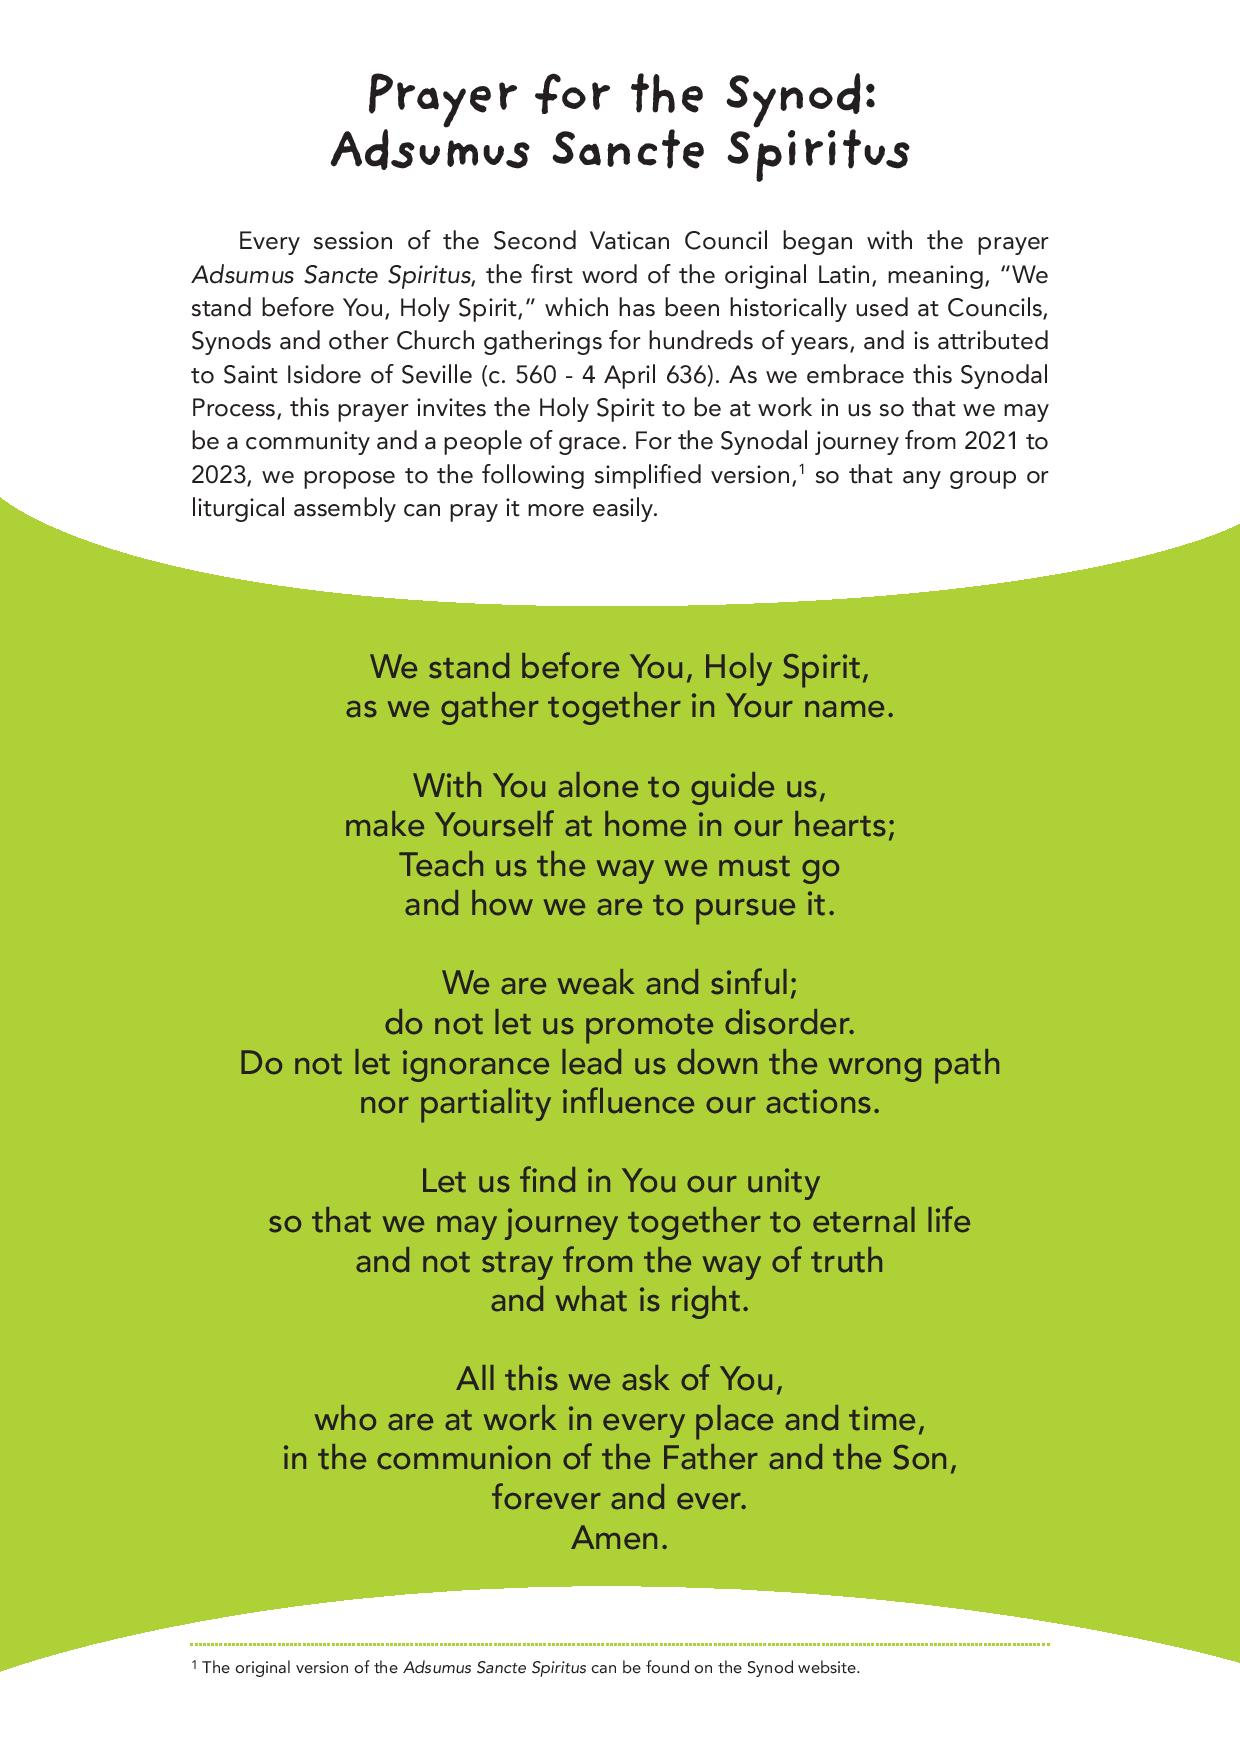 Prayer for the Synod:
Adsumus Sancte Spiritus
Every session of the Second Vatican Council began with the prayer
Adsumus Sancte Spiritus, the first word of the original Latin, meaning, “We
stand before You, Holy Spirit,” which has been historically used at Councils,
Synods and other Church gatherings for hundreds of years, and is attributed
to Saint Isidore of Seville (c. 560 - 4 April 636). As we embrace this Synodal
Process, this prayer invites the Holy Spirit to be at work in us so that we may
be a community and a people of grace. For the Synodal journey from 2021 to
2023, we propose to the following simplified version,¹ so that any group or
liturgical assembly can pray it more easily.
We stand before You, Holy Spirit,
as we gather together in Your name.
With You alone to guide us,
make Yourself at home in our hearts;
Teach us the way we must go
and how we are to pursue it.
We are weak and sinful;
do not let us promote disorder.
Do not let ignorance lead us down the wrong path
nor partiality influence our actions.
Let us find in You our unity
so that we may journey together to eternal life
and not stray from the way of truth
and what is right.
All this we ask of You,
who are at work in every place and time,
in the communion of the Father and the Son,
forever and ever.
Amen.
¹ The original version of the Adsumus Sancte Spiritus can be found on the Synod website.